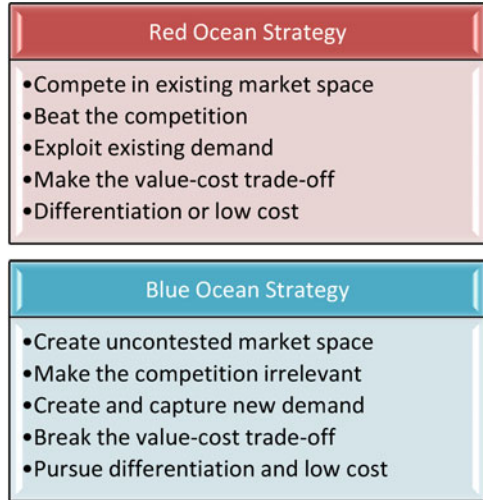 Red Ocean Strategy
•Compete in existing market space
•Beat the competition
•Exploit existing demand
•Make the value-cost trade-off
•Differentiation or low cost
Blue Ocean Strategy
•Create uncontested market space
•Make the competition irrelevant
•Create and capture new demand
•Break the value-cost trade-off
•Pursue differentiation and low cost